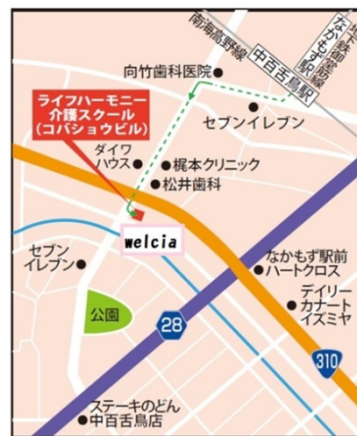 南海高野線
地下鉄御堂筋線
なかもず駅
中百舌鳥駅
向竹歯科医院
セブンイレブン
ライフハーモニー
介護スクール
(コバショウビル)
ダイワ
ハウス
梶本クリニック
松井歯科
welcia
セブン
イレブン
なかもず駅前
ハートクロス
公園
デイリー
カナート
イズミヤ
28
310
ステーキのどん
中百舌鳥店